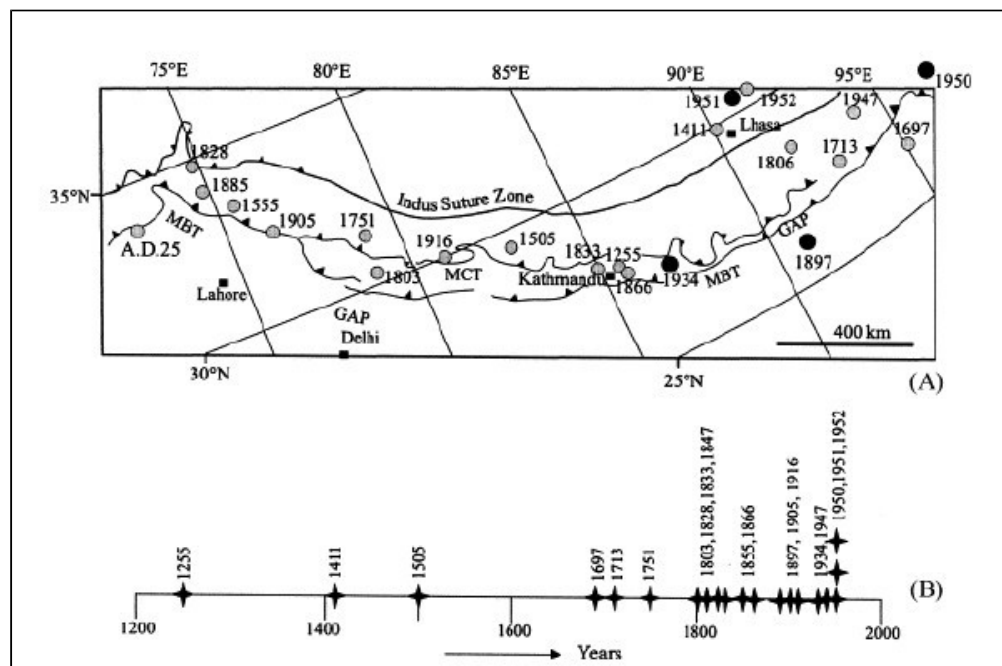 75°E 80°E 85°E 90°E 95°E 1950
1951 1952 1947
1411 Lhasa 1697
1828 1806 1713
35°N 1885 Indus Suture Zone
1555 1905 1751 1505 GAP
MBT 1916 1833 1255
A.D.25 MCT Kathmandu 1934 MBT 1897
1803 1866
Lahore
GAP
Delhi 400 km
30°N 25°N (A)
1255 1411 1505 1697 1713 1751 1803,1828,1833,1847 1855,1866 1897, 1905, 1916 1934,1947 1950,1951,1952
(B)
1200 1400 1600 1800 2000
Years